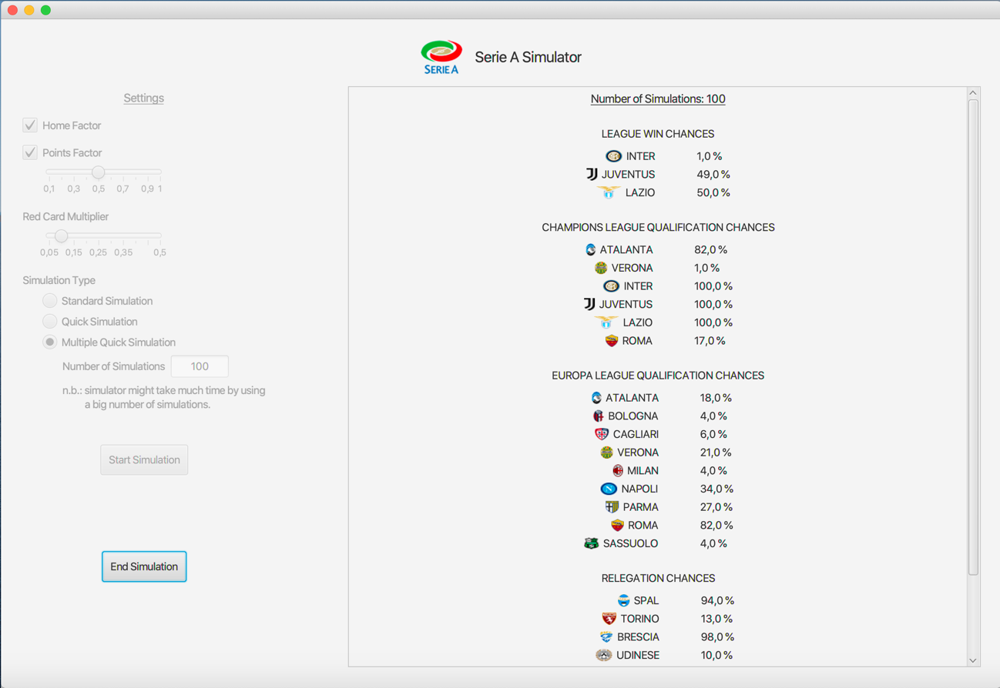 SERIE A
Serie A Simulator
Settings
Home Factor
Points Factor
0,1 0,3 0,5 0,7 0,9 1
Red Card Multiplier
0,05 0,15 0,25 0,35 0,5
Simulation Type
Standard Simulation
Quick Simulation
Multiple Quick Simulation
Number of Simulations 100
n.b.: simulator might take much time by using
a big number of simulations.
Start Simulation
End Simulation
Number of Simulations: 100
LEAGUE WIN CHANCES
INTER 1,0 %
JUVENTUS 49,0 %
LAZIO 50,0 %
CHAMPIONS LEAGUE QUALIFICATION CHANCES
ATALANTA 82,0 %
VERONA 1,0 %
INTER 100,0 %
JUVENTUS 100,0 %
LAZIO 100,0 %
ROMA 17,0 %
EUROPA LEAGUE QUALIFICATION CHANCES
ATALANTA 18,0 %
BOLOGNA 4,0 %
CAGLIARI 6,0 %
VERONA 21,0 %
MILAN 4,0 %
NAPOLI 34,0 %
PARMA 27,0 %
ROMA 82,0 %
SASSUOLO 4,0 %
RELEGATION CHANCES
SPAL 94,0 %
TORINO 13,0 %
BRESCIA 98,0 %
UDINESE 10,0 %